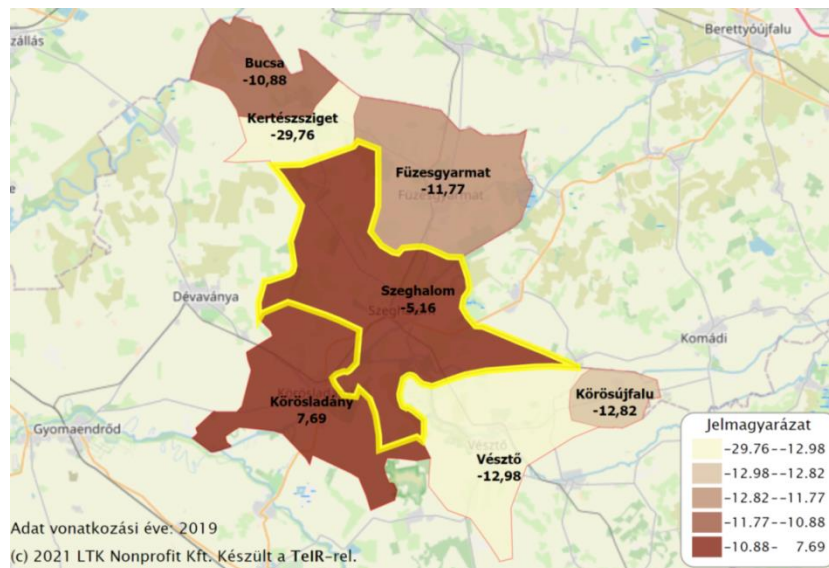 zállás
Berettyóújfalu
Bucsa
-10,88
Kertészsziget
-29,76
Füzesgyarmat
Füzesgyarmat
-11,77
Dévaványa
Szeghalom
-5,16
Komádi
Körösladány
7,69
Körösújfalu
-12,82
Gyomaendrőd
Vésztő
Vésztő
-12,98
Jelmagyarázat
-29.76--12.98
-12.98--12.82
-12.82--11.77
-11.77--10.88
-10.88- 7.69
Adat vonatkozási éve: 2019
(c) 2021 LTK Nonprofit Kft. Készült a TeIR-rel.